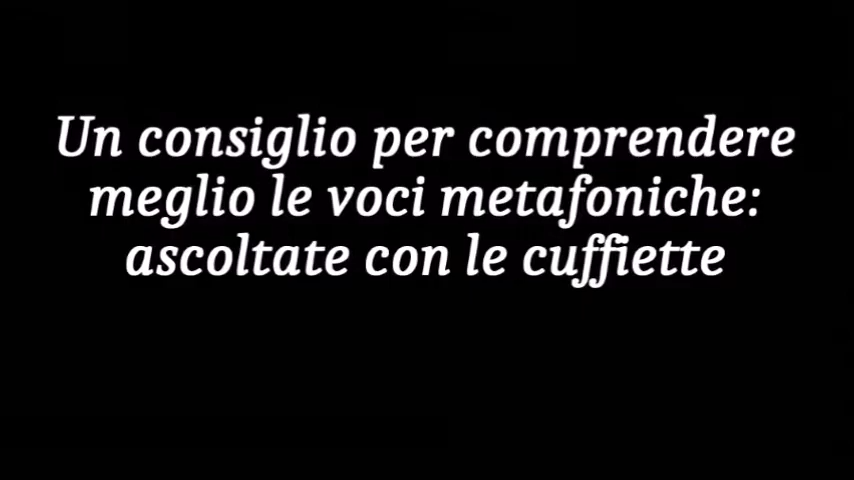 Un consiglio per comprendere
meglio le voci metafoniche:
ascoltate con le cuffiette